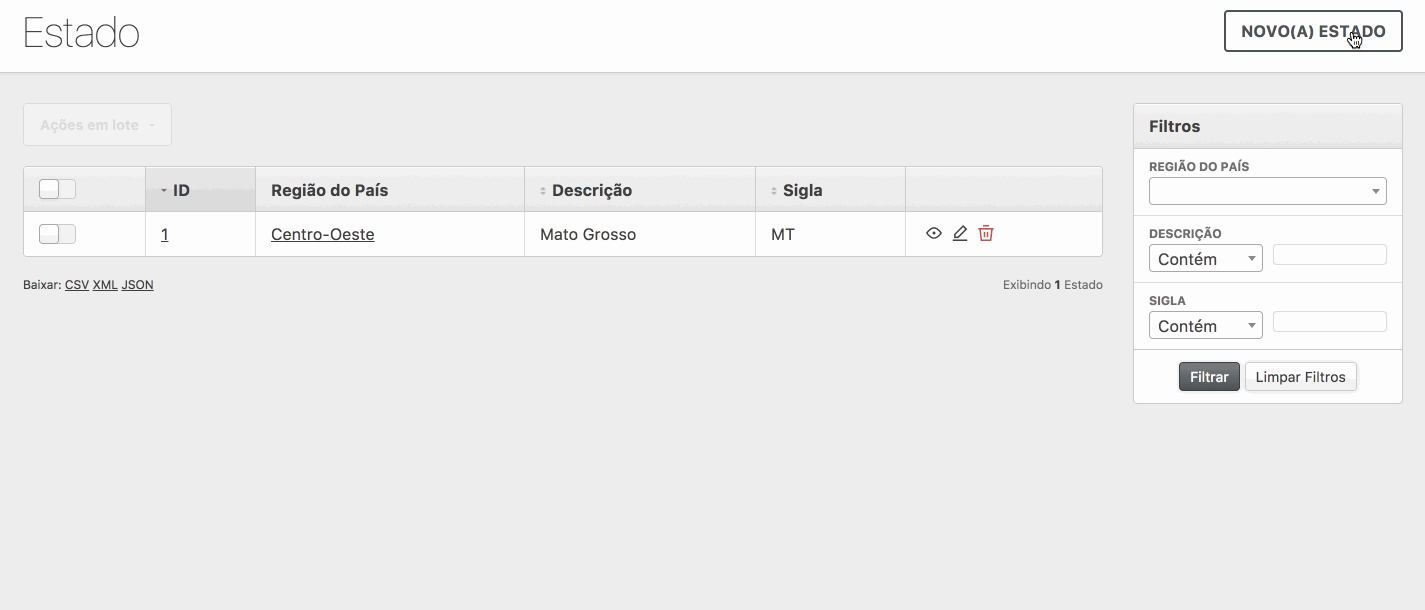 Estado
NOVO(A) ESTADO
Ações em lote
ID Região do País Descrição Sigla
1 Centro-Oeste Mato Grosso MT
Baixar: CSV XML JSON
Exibindo 1 Estado
Filtros
REGIÃO DO PAÍS
DESCRIÇÃO
Contém
SIGLA
Contém
Filtrar Limpar Filtros